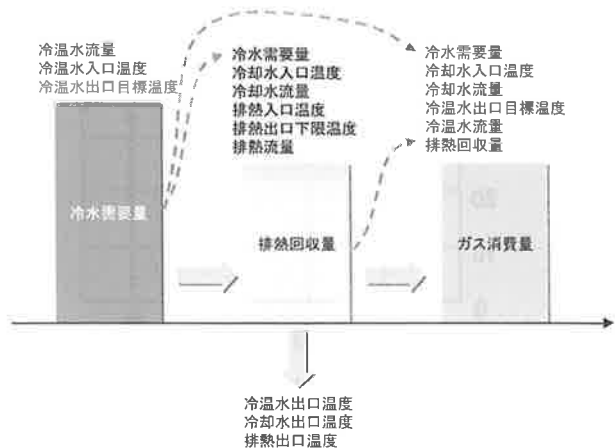 冷温水流量
冷温水入口温度
冷温水出口目標温度
冷水需要量
冷却水入口温度
冷却水流量
排熱入口温度
排熱出口下限温度
排熱流量
冷水需要量
冷却水入口温度
冷却水流量
冷温水出口目標温度
冷温水流量
排熱回収量
冷水需要量
排熱回収量
ガス消費量
冷温水出口温度
冷却水出口温度
排熱出口温度